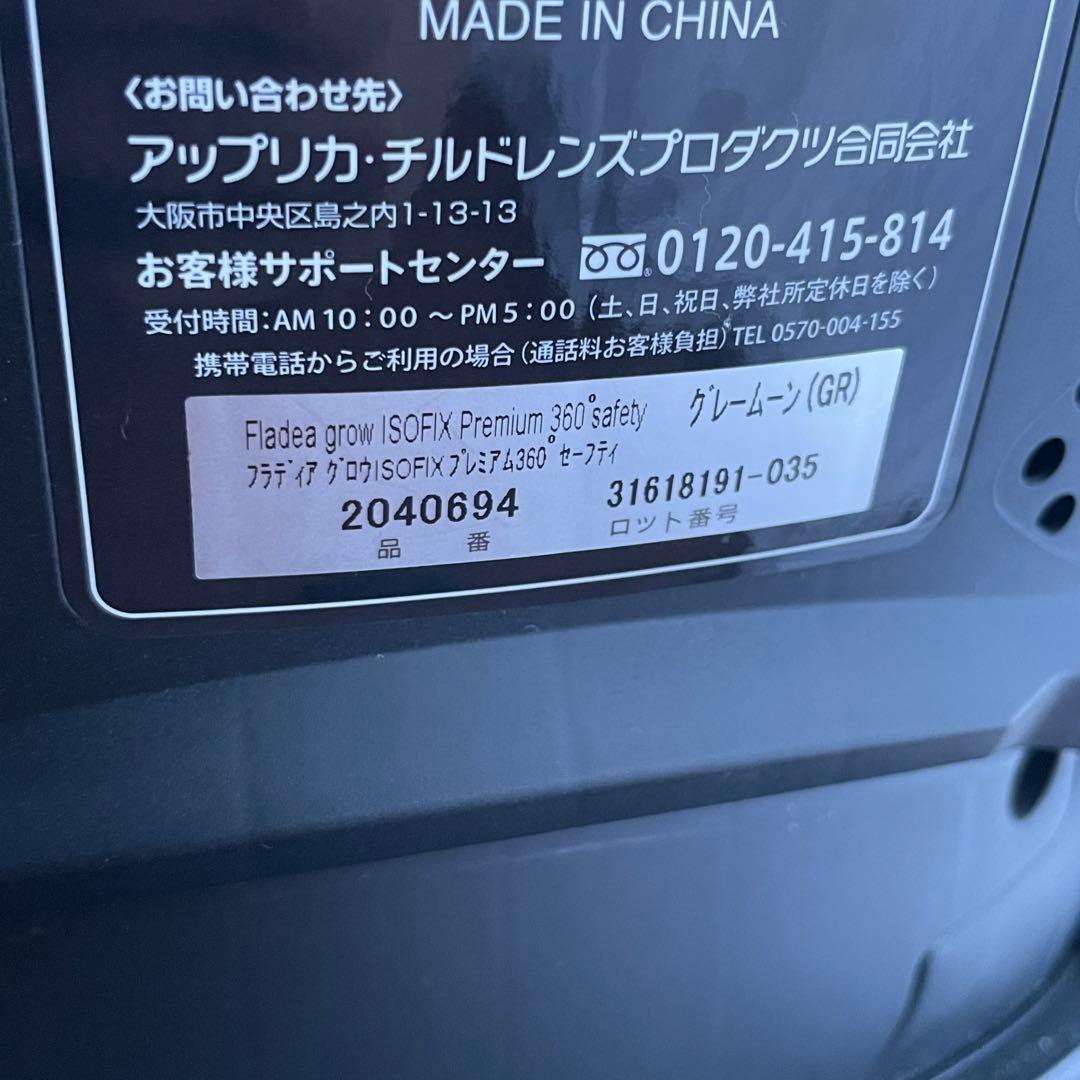 MADE IN CHINA
〈お問い合わせ先〉
アップリカ・チルドレンズプロダクツ合同会社
大阪市中央区島之内1-13-13
お客様サポートセンター 0120-415-814
受付時間：AM 10：00 〜 PM 5：00（土、日、祝日、弊社所定休日を除く）
携帯電話からご利用の場合（通話料お客様負担）TEL 0570-004-155
Fladea grow ISOFIX Premium 360°safety グレームーン(GR)
フラディア グロウISOFIXプレミアム360° セーフティ
2040694 31618191-035
品番 ロット番号